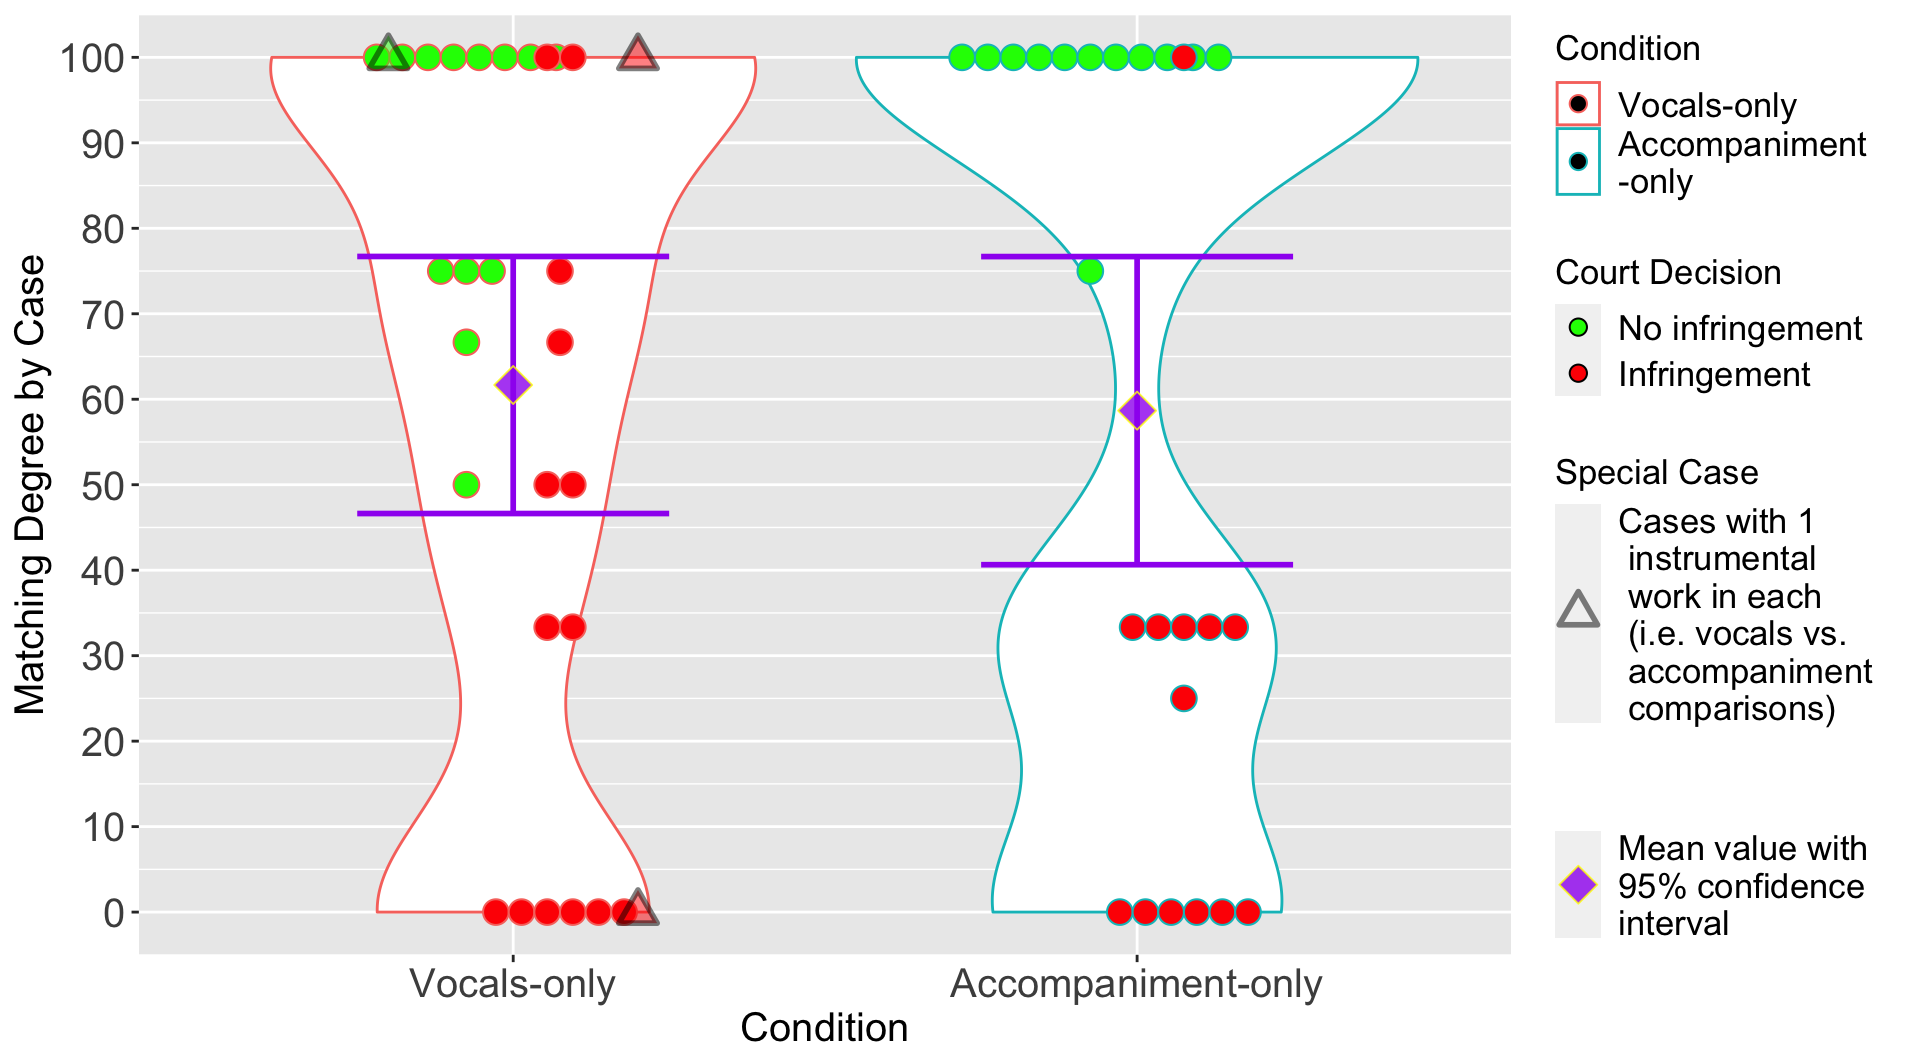 Matching Degree by Case
100
90
80
70
60
50
40
30
20
10
0
Vocals-only
Accompaniment-only
Condition
Condition
Vocals-only
Accompaniment
-only
Court Decision
No infringement
Infringement
Special Case
Cases with 1
instrumental
work in each
(i.e. vocals vs.
accompaniment
comparisons)
Mean value with
95% confidence
interval